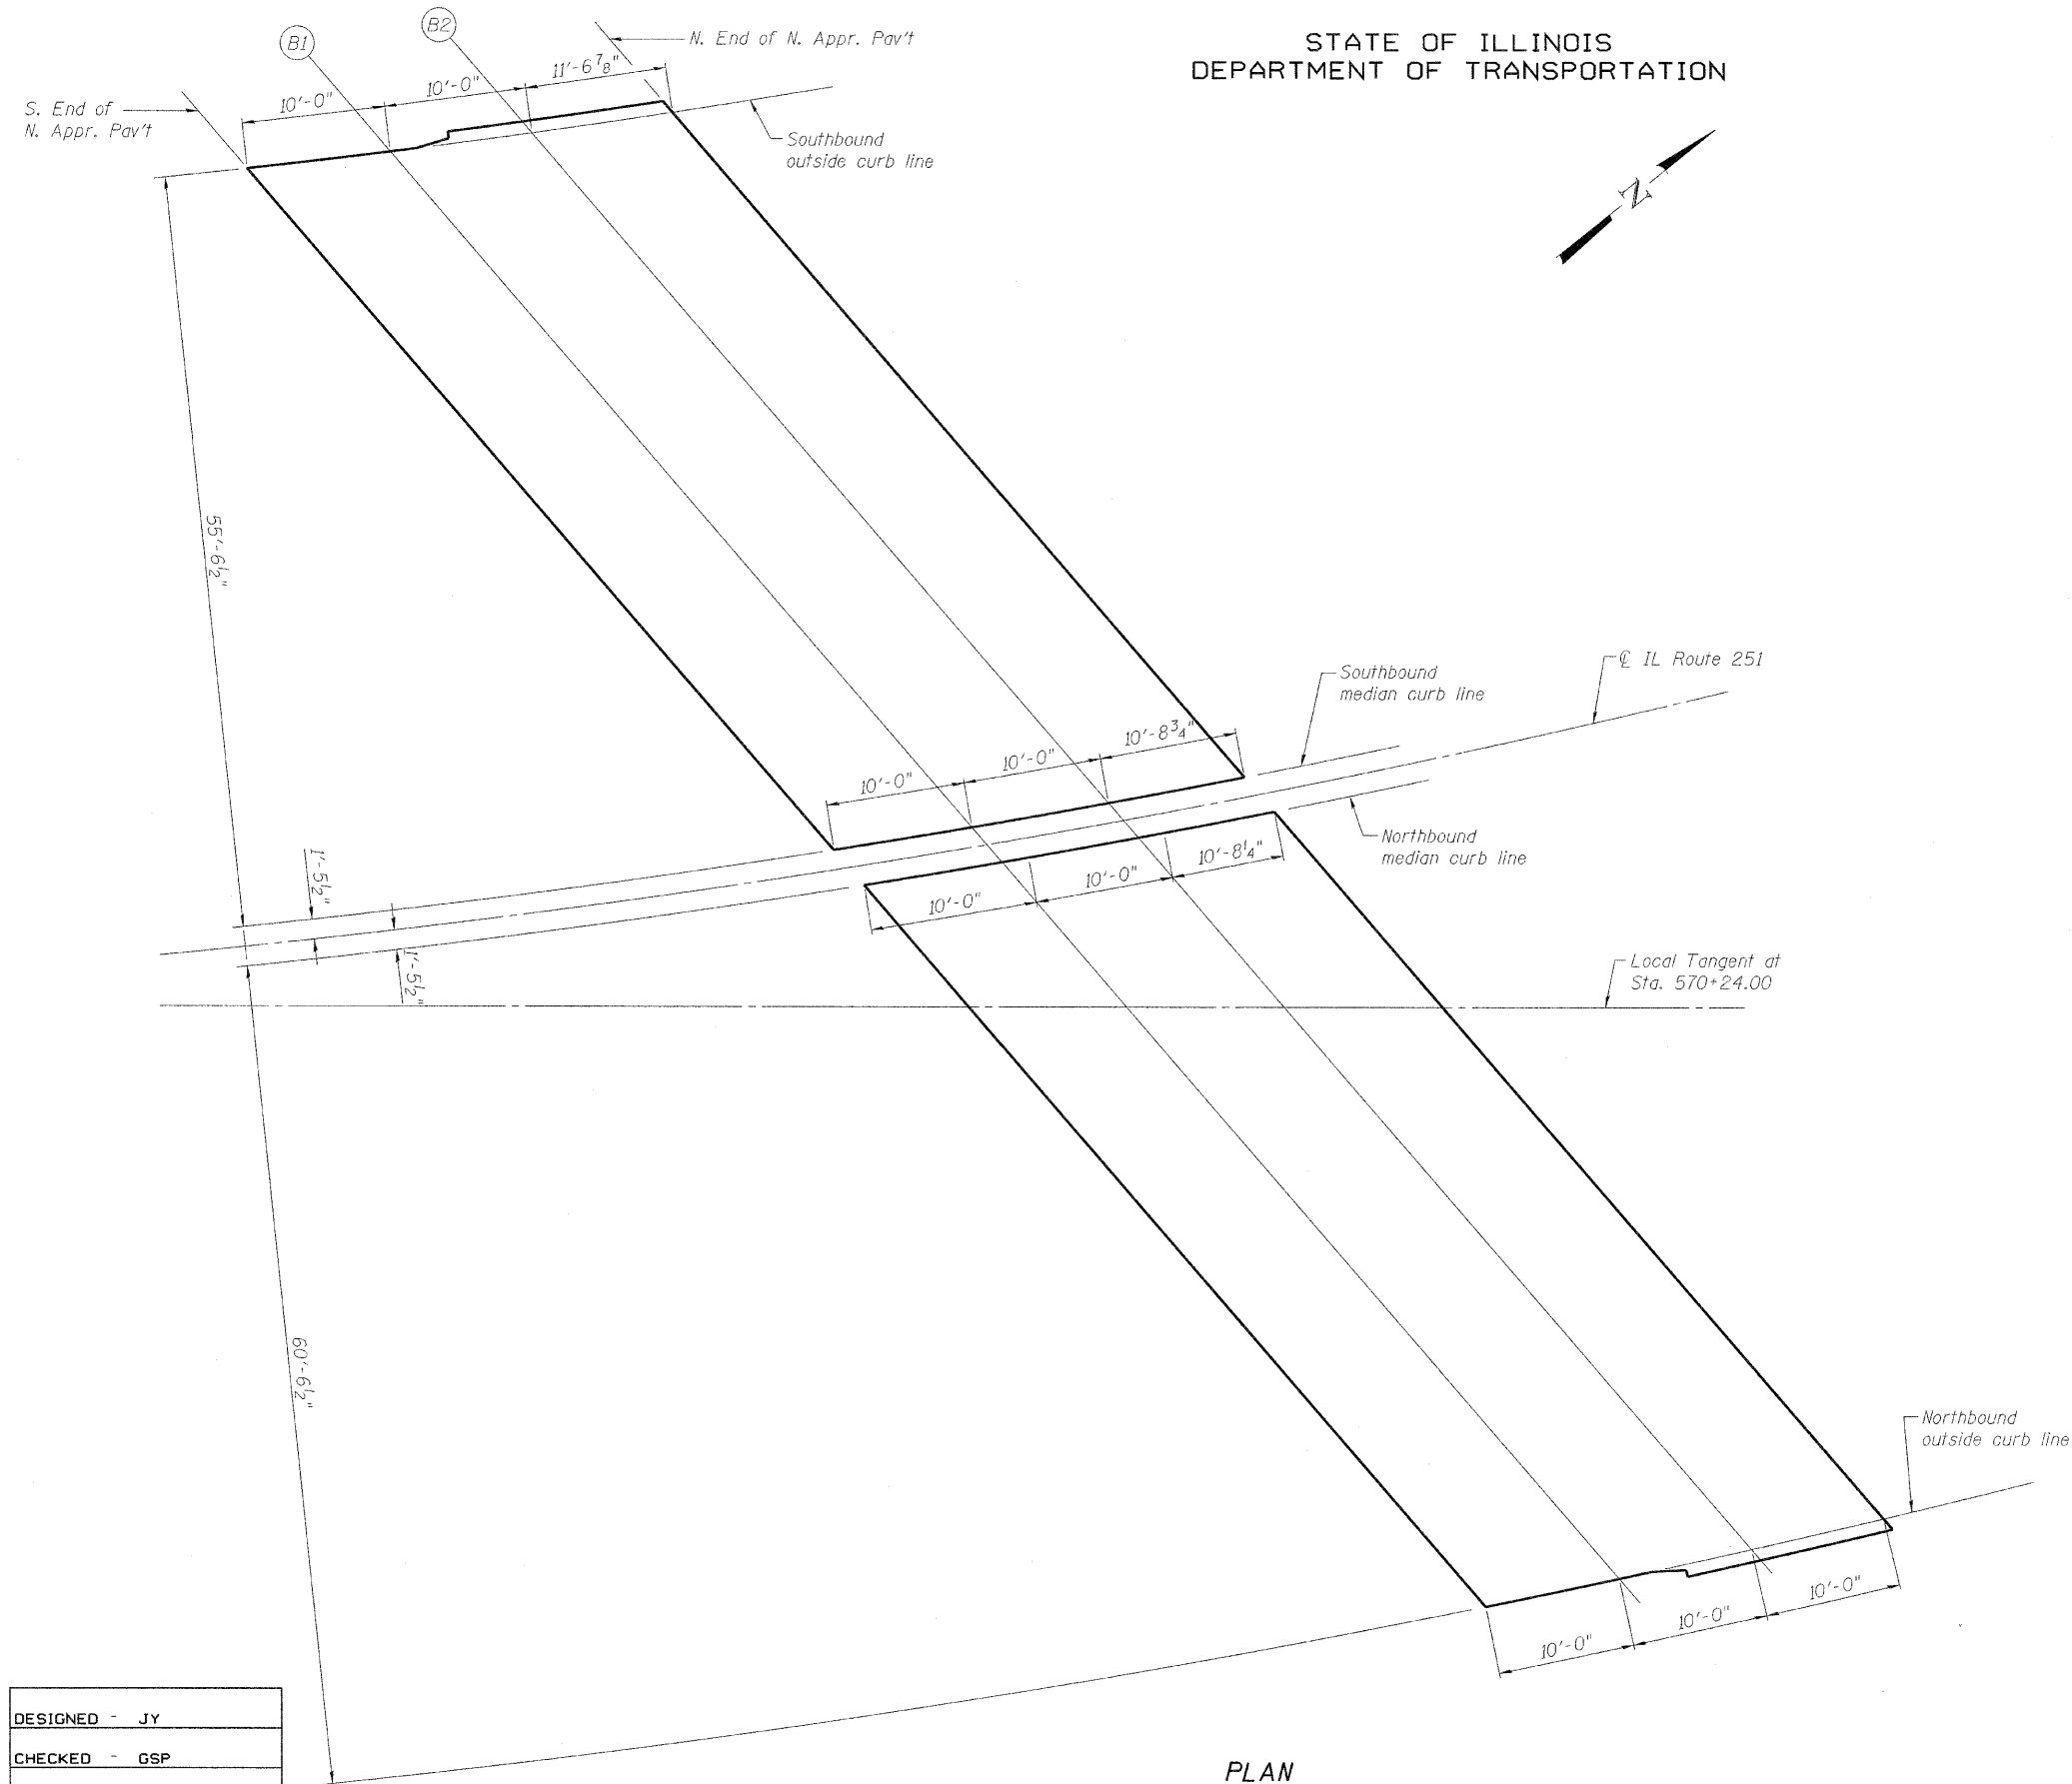 STATE OF ILLINOIS
DEPARTMENT OF TRANSPORTATION
B1
B2
N. End of N. Appr. Pav't
S. End of
N. Appr. Pav't
10'-0"
10'-0"
11'-6 7/8"
Southbound
outside curb line
N
55'-6 1/2"
Southbound
median curb line
℄ IL Route 251
10'-0"
10'-0"
10'-8 3/4"
Northbound
median curb line
1'-5 1/2"
1'-5 1/2"
10'-0"
10'-0"
10'-8 1/4"
Local Tangent at
Sta. 570+24.00
60'-6 1/2"
Northbound
outside curb line
10'-0"
10'-0"
10'-0"
DESIGNED - JY
CHECKED - GSP
PLAN